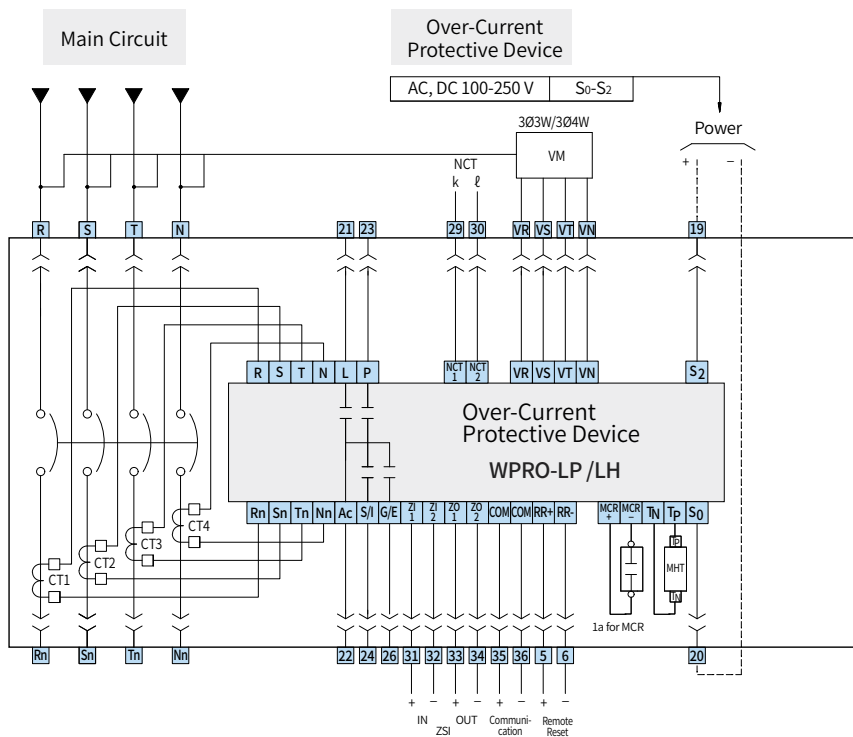 Main Circuit
Over-Current
Protective Device
AC, DC 100-250 V
S0-S2
3Ø3W/3Ø4W
Power
VM
NCT
k ℓ
+ −
R S T N 21 23 29 30 VR VS VT VN 19
R S T N L P NCT 1 NCT 2 VR VS VT VN S2
Over-Current
Protective Device
WPRO-LP /LH
Rn Sn Tn Nn Ac S/I G/E ZI 1 ZI 2 ZO 1 ZO 2 COM COM RR+ RR- MCR + MCR − TN TP S0
CT4
CT3
CT2
CT1
TP
MHT
TN
1a for MCR
Rn Sn Tn Nn 22 24 26 31 32 33 34 35 36 5 6 20
+ − + − + − + −
IN OUT
ZSI
Communi-
cation
Remote
Reset